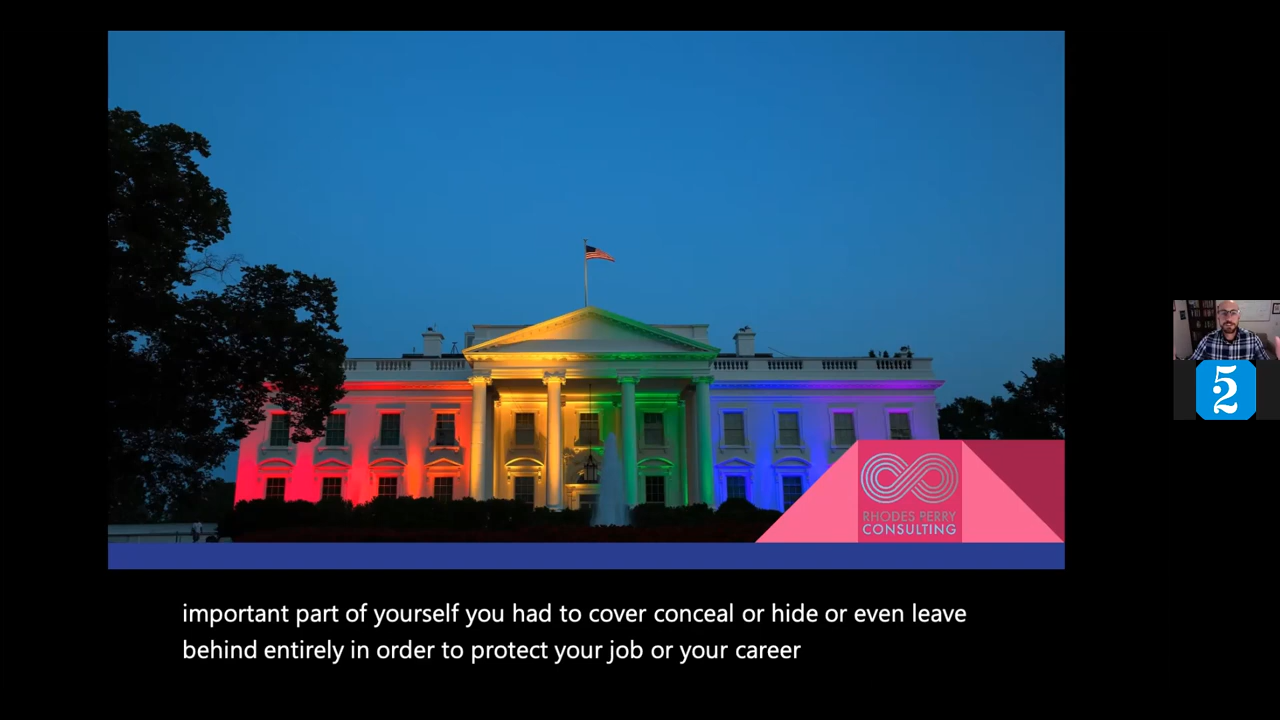 RHODES PERRY
CONSULTING
5
important part of yourself you had to cover conceal or hide or even leave
behind entirely in order to protect your job or your career